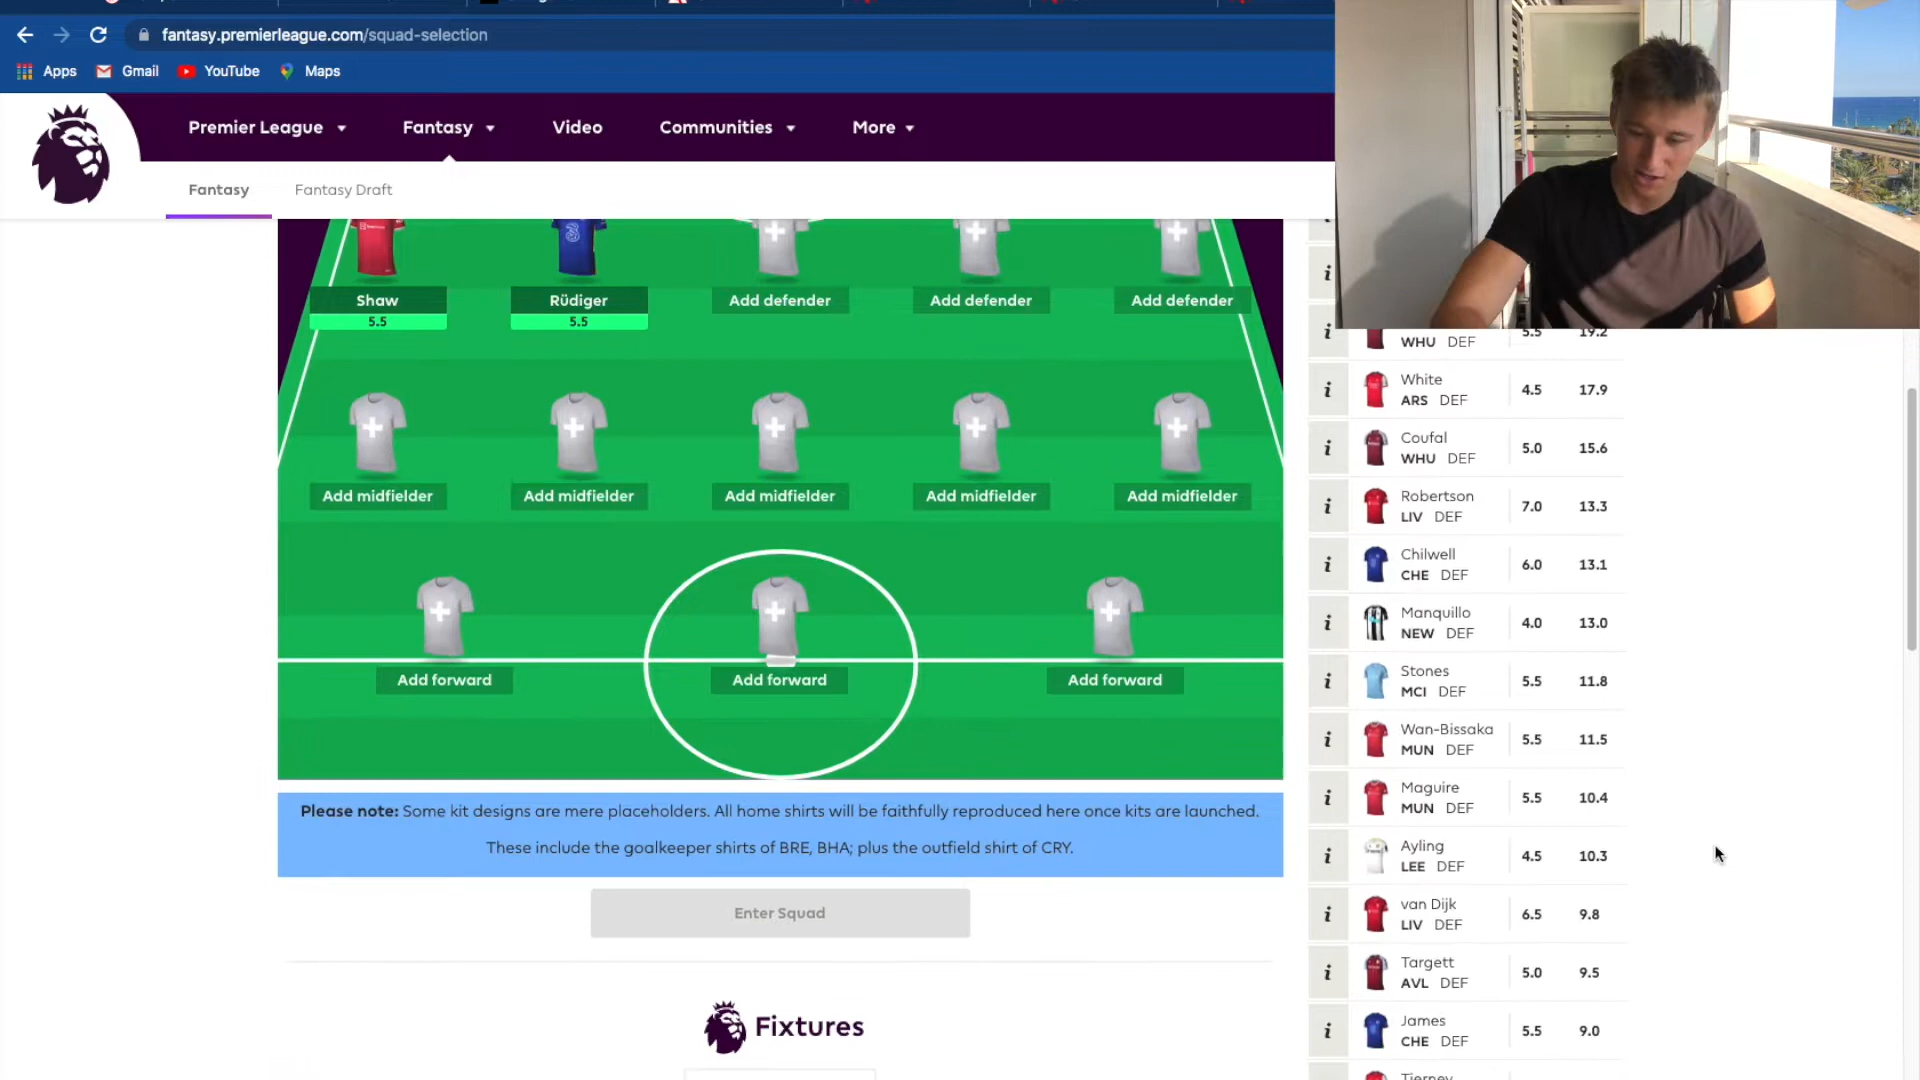 fantasy.premierleague.com/squad-selection
Apps Gmail YouTube Maps
Premier League Fantasy Video Communities More
Fantasy Fantasy Draft
Shaw
5.5
Rüdiger
5.5
Add defender
Add defender
Add defender
Add midfielder
Add midfielder
Add midfielder
Add midfielder
Add midfielder
Add forward
Add forward
Add forward
Please note: Some kit designs are mere placeholders. All home shirts will be faithfully reproduced here once kits are launched.
These include the goalkeeper shirts of BRE, BHA; plus the outfield shirt of CRY.
Enter Squad
Fixtures
WHU DEF 5.5 19.2
White
ARS DEF 4.5 17.9
Coufal
WHU DEF 5.0 15.6
Robertson
LIV DEF 7.0 13.3
Chilwell
CHE DEF 6.0 13.1
Manquillo
NEW DEF 4.0 13.0
Stones
MCI DEF 5.5 11.8
Wan-Bissaka
MUN DEF 5.5 11.5
Maguire
MUN DEF 5.5 10.4
Ayling
LEE DEF 4.5 10.3
van Dijk
LIV DEF 6.5 9.8
Targett
AVL DEF 5.0 9.5
James
CHE DEF 5.5 9.0
Tierney